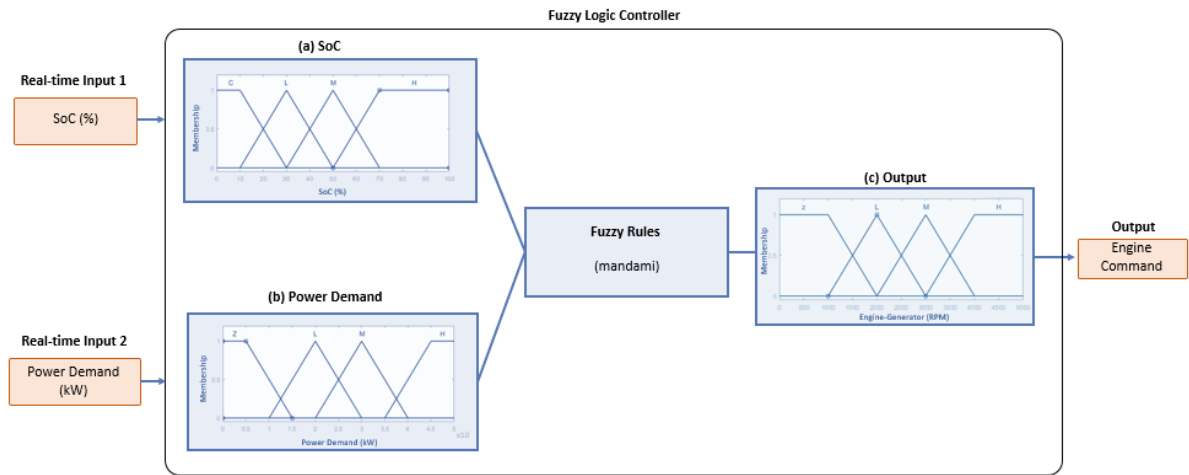 Fuzzy Logic Controller
(a) SoC
Real-time Input 1
SoC (%)
C L M H
Membership
1
0.5
0
0 10 20 30 40 50 60 70 80 90 100
SoC (%)
(b) Power Demand
Real-time Input 2
Power Demand
(kW)
Z L M H
Membership
1
0.5
0
0 0.5 1 1.5 2 2.5 3 3.5 4 4.5
Power Demand (kW)
Fuzzy Rules
(mandami)
(c) Output
z L M H
Membership
1
0.5
0
0 500 1000 1500 2000 2500 3000 3500 4000 4500 5000
Engine-Generator (RPM)
Output
Engine
Command